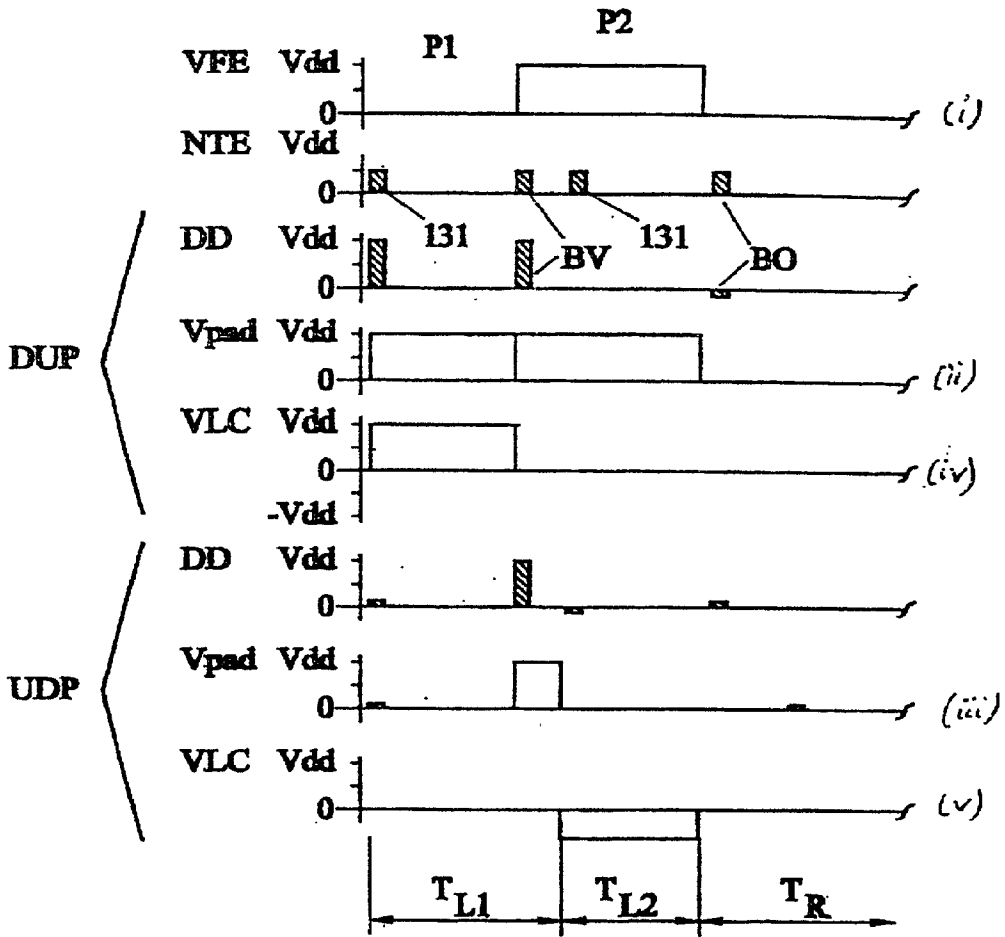 P1 P2
VFE Vdd
0 (i)
NTE Vdd
0
131 BV 131 BO
DUP
DD Vdd
0
Vpad Vdd
0 (ii)
VLC Vdd
0 (iv)
-Vdd
UDP
DD Vdd
0
Vpad Vdd
0 (iii)
VLC Vdd
0 (v)
TL1 TL2 TR